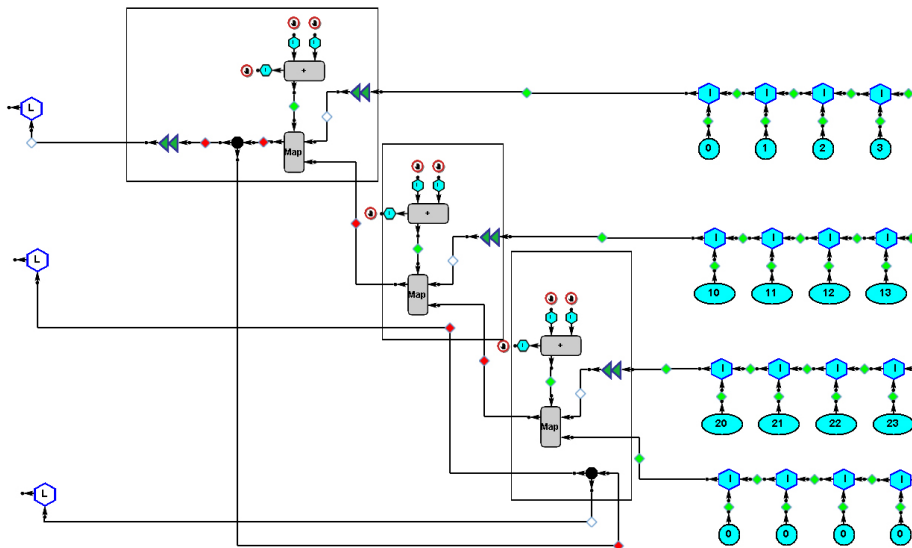 a a
I I
a I +
L
Map
I I I I
0 1 2 3
a a
I I
a I +
L
Map
I I I I
10 11 12 13
a a
I I
a I +
Map
I I I I
20 21 22 23
L
I I I I
0 0 0 0